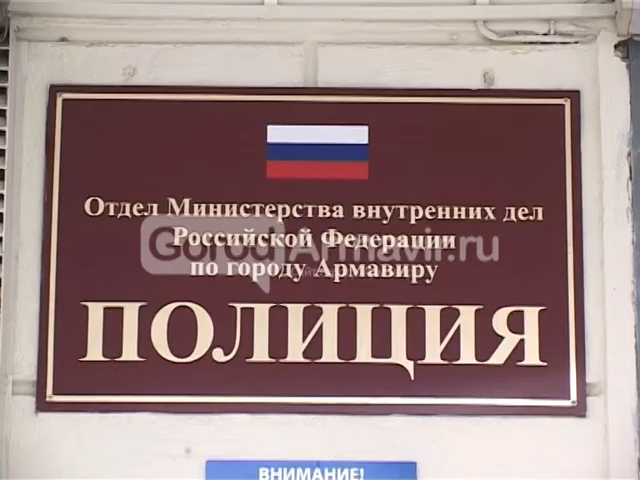 Отдел Министерства внутренних дел
Российской Федерации
по городу Армавиру
GorodArmavir.ru
ПОЛИЦИЯ
ВНИМАНИЕ!